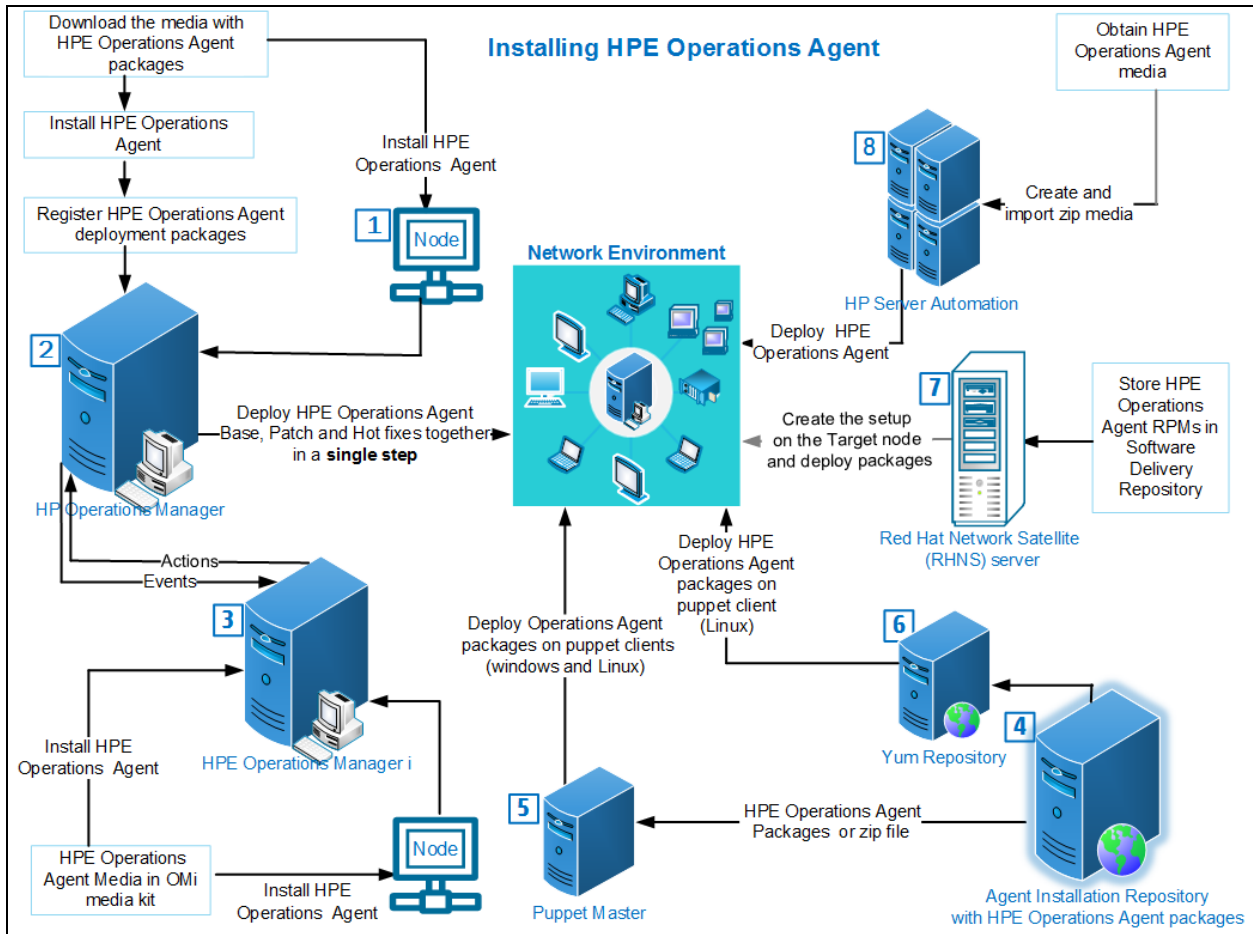 Installing HPE Operations Agent
Download the media with
HPE Operations Agent
packages
Install HPE Operations
Agent
Register HPE Operations Agent
deployment packages
Install HPE
Operations Agent
1
Node
2
HP Operations Manager
Deploy HPE Operations Agent
Base, Patch and Hot fixes together
in a single step
Network Environment
Obtain HPE
Operations Agent
media
8
Create and
import zip media
HP Server Automation
Deploy HPE
Operations Agent
7
Store HPE
Operations
Agent RPMs in
Software
Delivery
Repository
Create the setup
on the Target node
and deploy packages
Red Hat Network Satellite
(RHNS) server
Actions
Events
3
HPE Operations Manager i
Install HPE
Operations Agent
HPE Operations
Agent Media in OMi
media kit
Install HPE
Operations Agent
Node
Deploy Operations Agent
packages on puppet clients
(windows and Linux)
Deploy HPE
Operations Agent
packages on
puppet client
(Linux)
6
Yum Repository
4
5
Puppet Master
HPE Operations Agent
Packages or zip file
Agent Installation Repository
with HPE Operations Agent packages